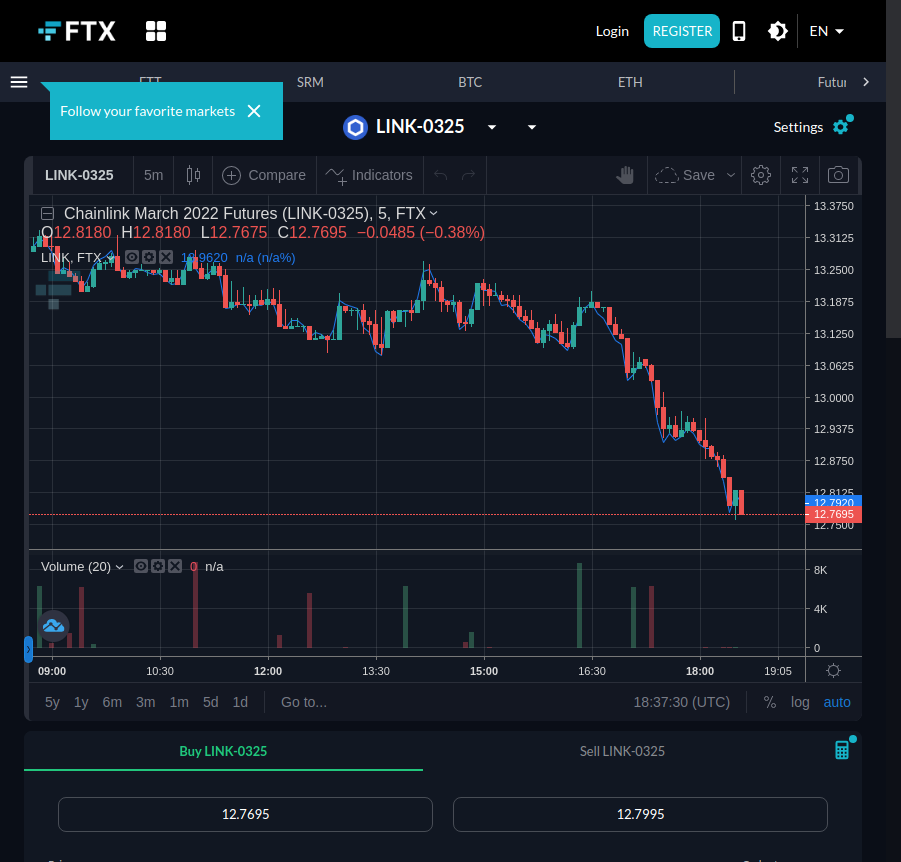 FTX
Login
REGISTER
EN
FTT
SRM
BTC
ETH
Futur
Follow your favorite markets
LINK-0325
Settings
LINK-0325
5m
Compare
Indicators
Save
Chainlink March 2022 Futures (LINK-0325), 5, FTX
O12.8180 H12.8180 L12.7675 C12.7695 −0.0485 (−0.38%)
LINK, FTX
n/a (n/a%)
13.3750
13.3125
13.2500
13.1875
13.1250
13.0625
13.0000
12.9375
12.8750
12.8125
12.7920
12.7695
12.7500
Volume (20)
0 n/a
8K
4K
0
09:00
10:30
12:00
13:30
15:00
16:30
18:00
19:05
5y
1y
6m
3m
1m
5d
1d
Go to...
18:37:30 (UTC)
%
log
auto
Buy LINK-0325
Sell LINK-0325
12.7695
12.7995